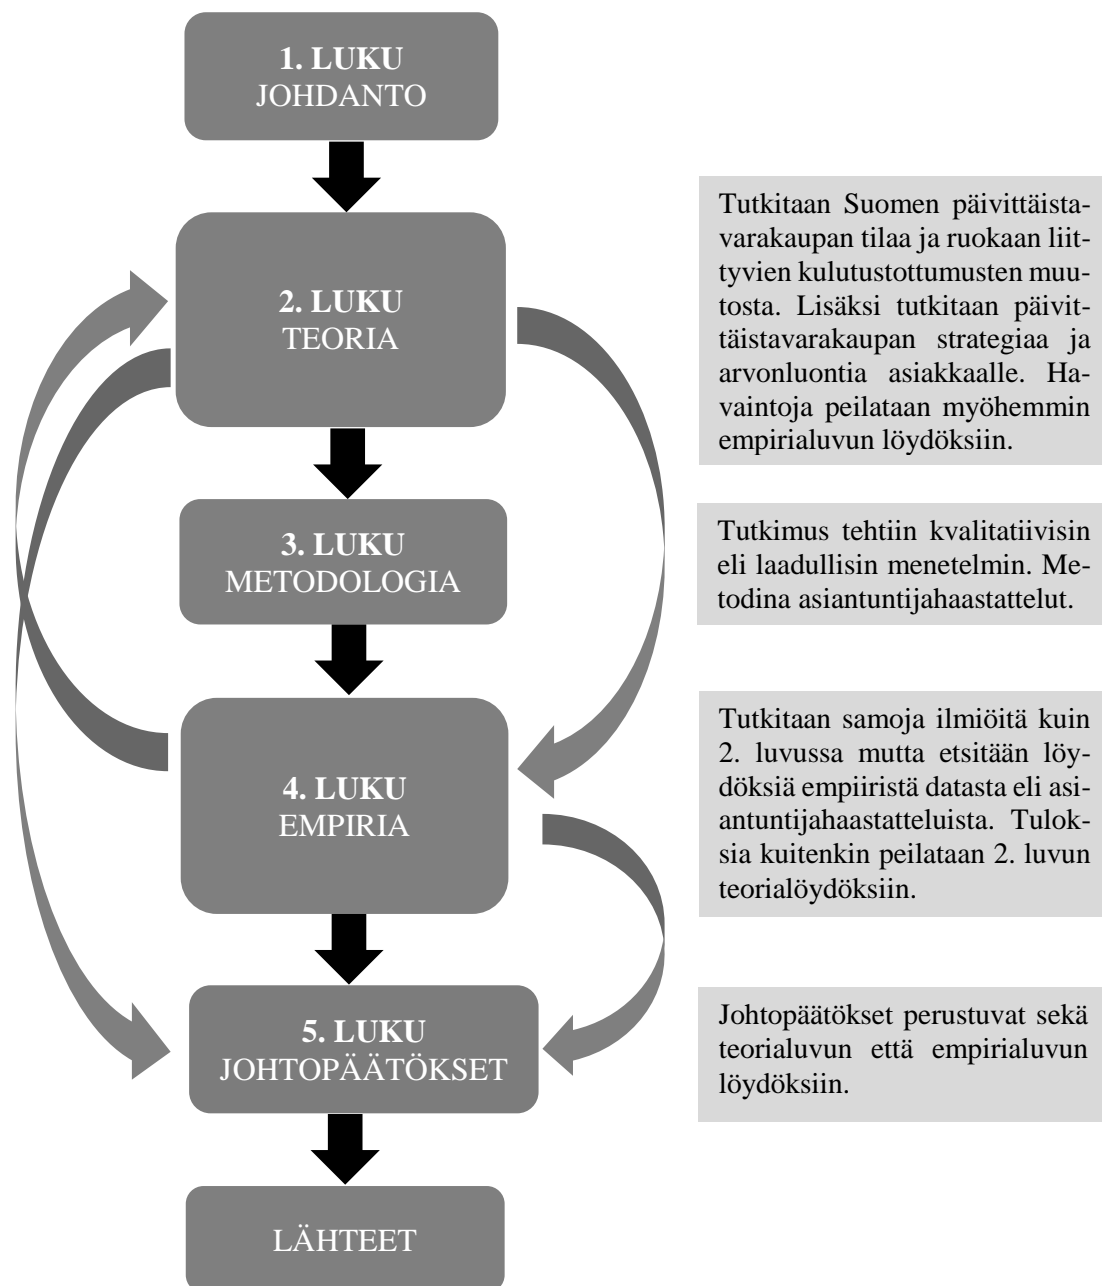 1. LUKU
JOHDANTO
2. LUKU
TEORIA
Tutkitaan Suomen päivittäista-
varakaupan tilaa ja ruokaan liit-
tyvien kulutustottumusten muu-
tosta. Lisäksi tutkitaan päivit-
täistavarakaupan strategiaa ja
arvonluontia asiakkaalle. Ha-
vaintoja peilataan myöhemmin
empirialuvun löydöksiin.
3. LUKU
METODOLOGIA
Tutkimus tehtiin kvalitatiivisin
eli laadullisin menetelmin. Me-
todina asiantuntijahaastattelut.
4. LUKU
EMPIRIA
Tutkitaan samoja ilmiöitä kuin
2. luvussa mutta etsitään löy-
döksiä empiiristä datasta eli asi-
antuntijahaastatteluista. Tulok-
sia kuitenkin peilataan 2. luvun
teorialöydöksiin.
5. LUKU
JOHTOPÄÄTÖKSET
Johtopäätökset perustuvat sekä
teorialuvun että empirialuvun
löydöksiin.
LÄHTEET